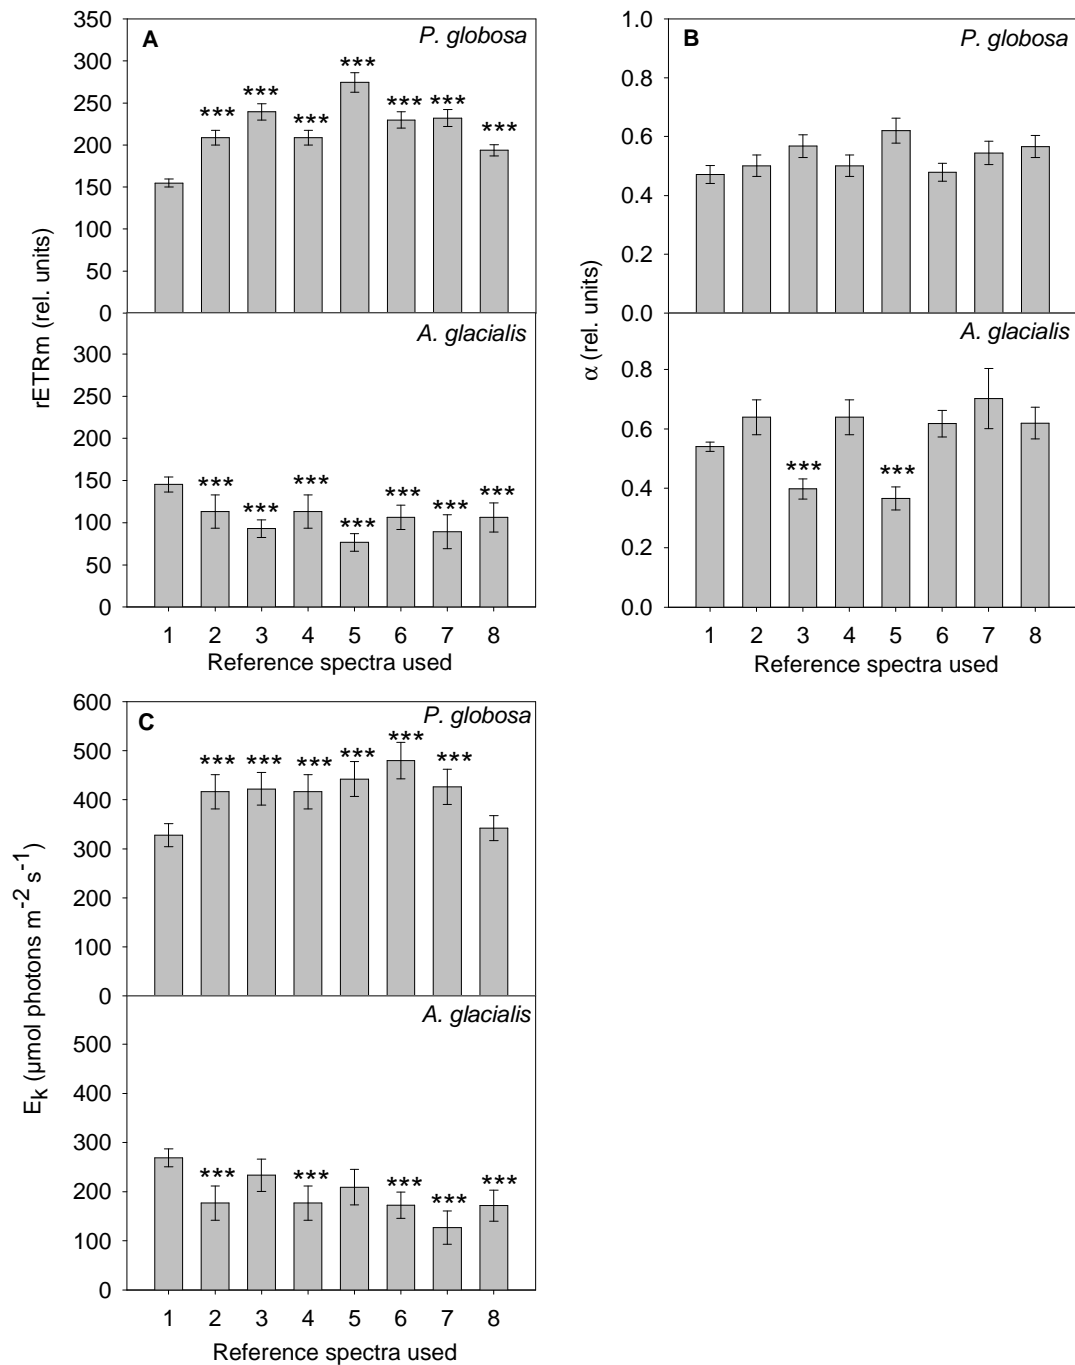 A
P. globosa
350
300
250
200
150
100
50
0
*** *** *** *** *** *** ***
A. glacialis
300
250
200
150
100
50
0
*** *** *** *** *** *** ***
rETRm (rel. units)
1 2 3 4 5 6 7 8
Reference spectra used
B
P. globosa
1.0
0.8
0.6
0.4
0.2
0.0
A. glacialis
0.8
0.6
0.4
0.2
0.0
*** ***
α (rel. units)
1 2 3 4 5 6 7 8
Reference spectra used
C
P. globosa
600
500
400
300
200
100
0
*** *** *** *** *** ***
A. glacialis
500
400
300
200
100
0
*** *** *** *** ***
Ek (µmol photons m-2 s-1)
1 2 3 4 5 6 7 8
Reference spectra used